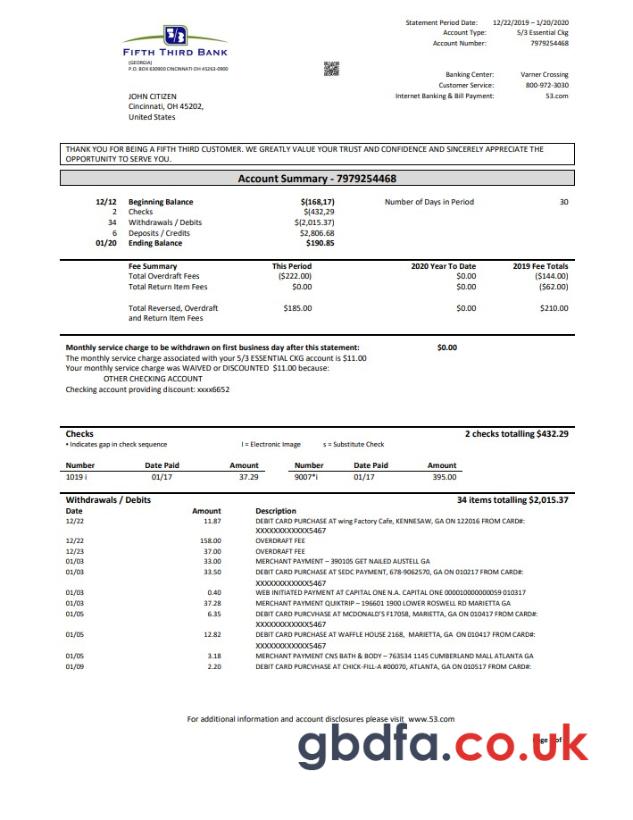 Statement Period Date: 12/22/2019 – 1/20/2020
Account Type: 5/3 Essential Ckg
Account Number: 7979254468
FIFTH THIRD BANK
(GEORGIA)
P.O. BOX 630900 CINCINNATI OH 45263-0900
Banking Center: Varner Crossing
Customer Service: 800-972-3030
Internet Banking & Bill Payment: 53.com
JOHN CITIZEN
Cincinnati, OH 45202,
United States
THANK YOU FOR BEING A FIFTH THIRD CUSTOMER. WE GREATLY VALUE YOUR TRUST AND CONFIDENCE AND SINCERELY APPRECIATE THE
OPPORTUNITY TO SERVE YOU.
Account Summary - 7979254468
12/12 Beginning Balance $(168,17) Number of Days in Period 30
2 Checks $(432,29
34 Withdrawals / Debits $(2,015.37)
6 Deposits / Credits $2,806.68
01/20 Ending Balance $190.85
Fee Summary This Period 2020 Year To Date 2019 Fee Totals
Total Overdraft Fees ($222.00) $0.00 ($144.00)
Total Return Item Fees $0.00 $0.00 ($62.00)
Total Reversed, Overdraft $185.00 $0.00 $210.00
and Return Item Fees
Monthly service charge to be withdrawn on first business day after this statement: $0.00
The monthly service charge associated with your 5/3 ESSENTIAL CKG account is $11.00
Your monthly service charge was WAIVED or DISCOUNTED $11.00 because:
OTHER CHECKING ACCOUNT
Checking account providing discount: xxxx6652
Checks 2 checks totalling $432.29
• Indicates gap in check sequence I = Electronic Image s = Substitute Check
Number Date Paid Amount Number Date Paid Amount
1019 i 01/17 37.29 9007*i 01/17 395.00
Withdrawals / Debits 34 items totalling $2,015.37
Date Amount Description
12/22 11.87 DEBIT CARD PURCHASE AT wing Factory Cafe, KENNESAW, GA ON 122016 FROM CARD#:
XXXXXXXXXXXX5467
12/22 158.00 OVERDRAFT FEE
12/23 37.00 OVERDRAFT FEE
01/03 33.00 MERCHANT PAYMENT – 390105 GET NAILED AUSTELL GA
01/03 33.50 DEBIT CARD PURCHASE AT SEDC PAYMENT, 678-9062570, GA ON 010217 FROM CARD#:
XXXXXXXXXXXX5467
01/03 0.40 WEB INITIATED PAYMENT AT CAPITAL ONE N.A. CAPITAL ONE 000010000000059 010317
01/03 37.28 MERCHANT PAYMENT QUIKTRIP – 196601 1900 LOWER ROSWELL RD MARIETTA GA
01/05 6.35 DEBIT CARD PURCVHASE AT MCDONALD'S F17058, MARIETTA, GA ON 010417 FROM CARD#:
XXXXXXXXXXXX5467
01/05 12.82 DEBIT CARD PURCHASE AT WAFFLE HOUSE 2168, MARIETTA, GA ON 010417 FROM CARD#:
XXXXXXXXXXXX5467
01/05 3.18 MERCHANT PAYMENT CNS BATH & BODY – 763534 1145 CUMBERLAND MALL ATLANTA GA
01/09 2.20 DEBIT CARD PURCVHASE AT CHICK-FILL-A #00070, ATLANTA, GA ON 010517 FROM CARD#:
For additional information and account disclosures please visit www.53.com
gbdfa.co.uk